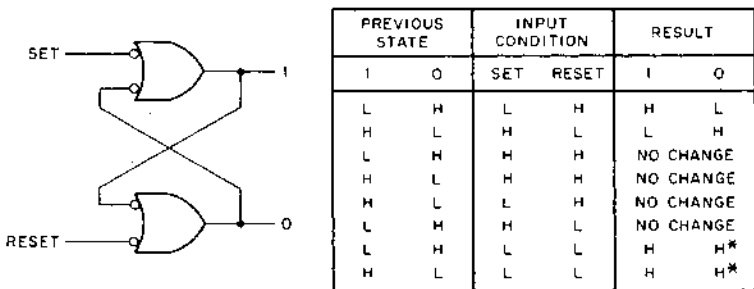 SET
1
0
RESET
PREVIOUS STATE INPUT CONDITION RESULT
1 0 SET RESET 1 0
L H L H H L
H L H L L H
L H H H NO CHANGE
H L H H NO CHANGE
H L L H NO CHANGE
L H H L NO CHANGE
L H L L H H*
H L L L H H*